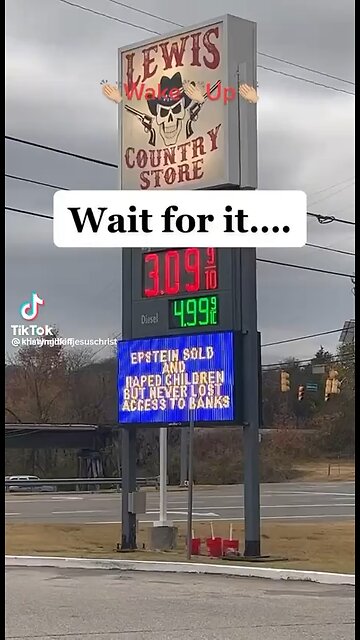 LEWIS
👏🏻Wake👏🏻Up👏🏻
COUNTRY
STORE
Wait for it....
3.09 9/10
Diesel 4.99 9/10
TikTok
EPSTEIN SOLD
AND
RAPED CHILDREN
BUT NEVER LOST
ACCESS TO BANKS